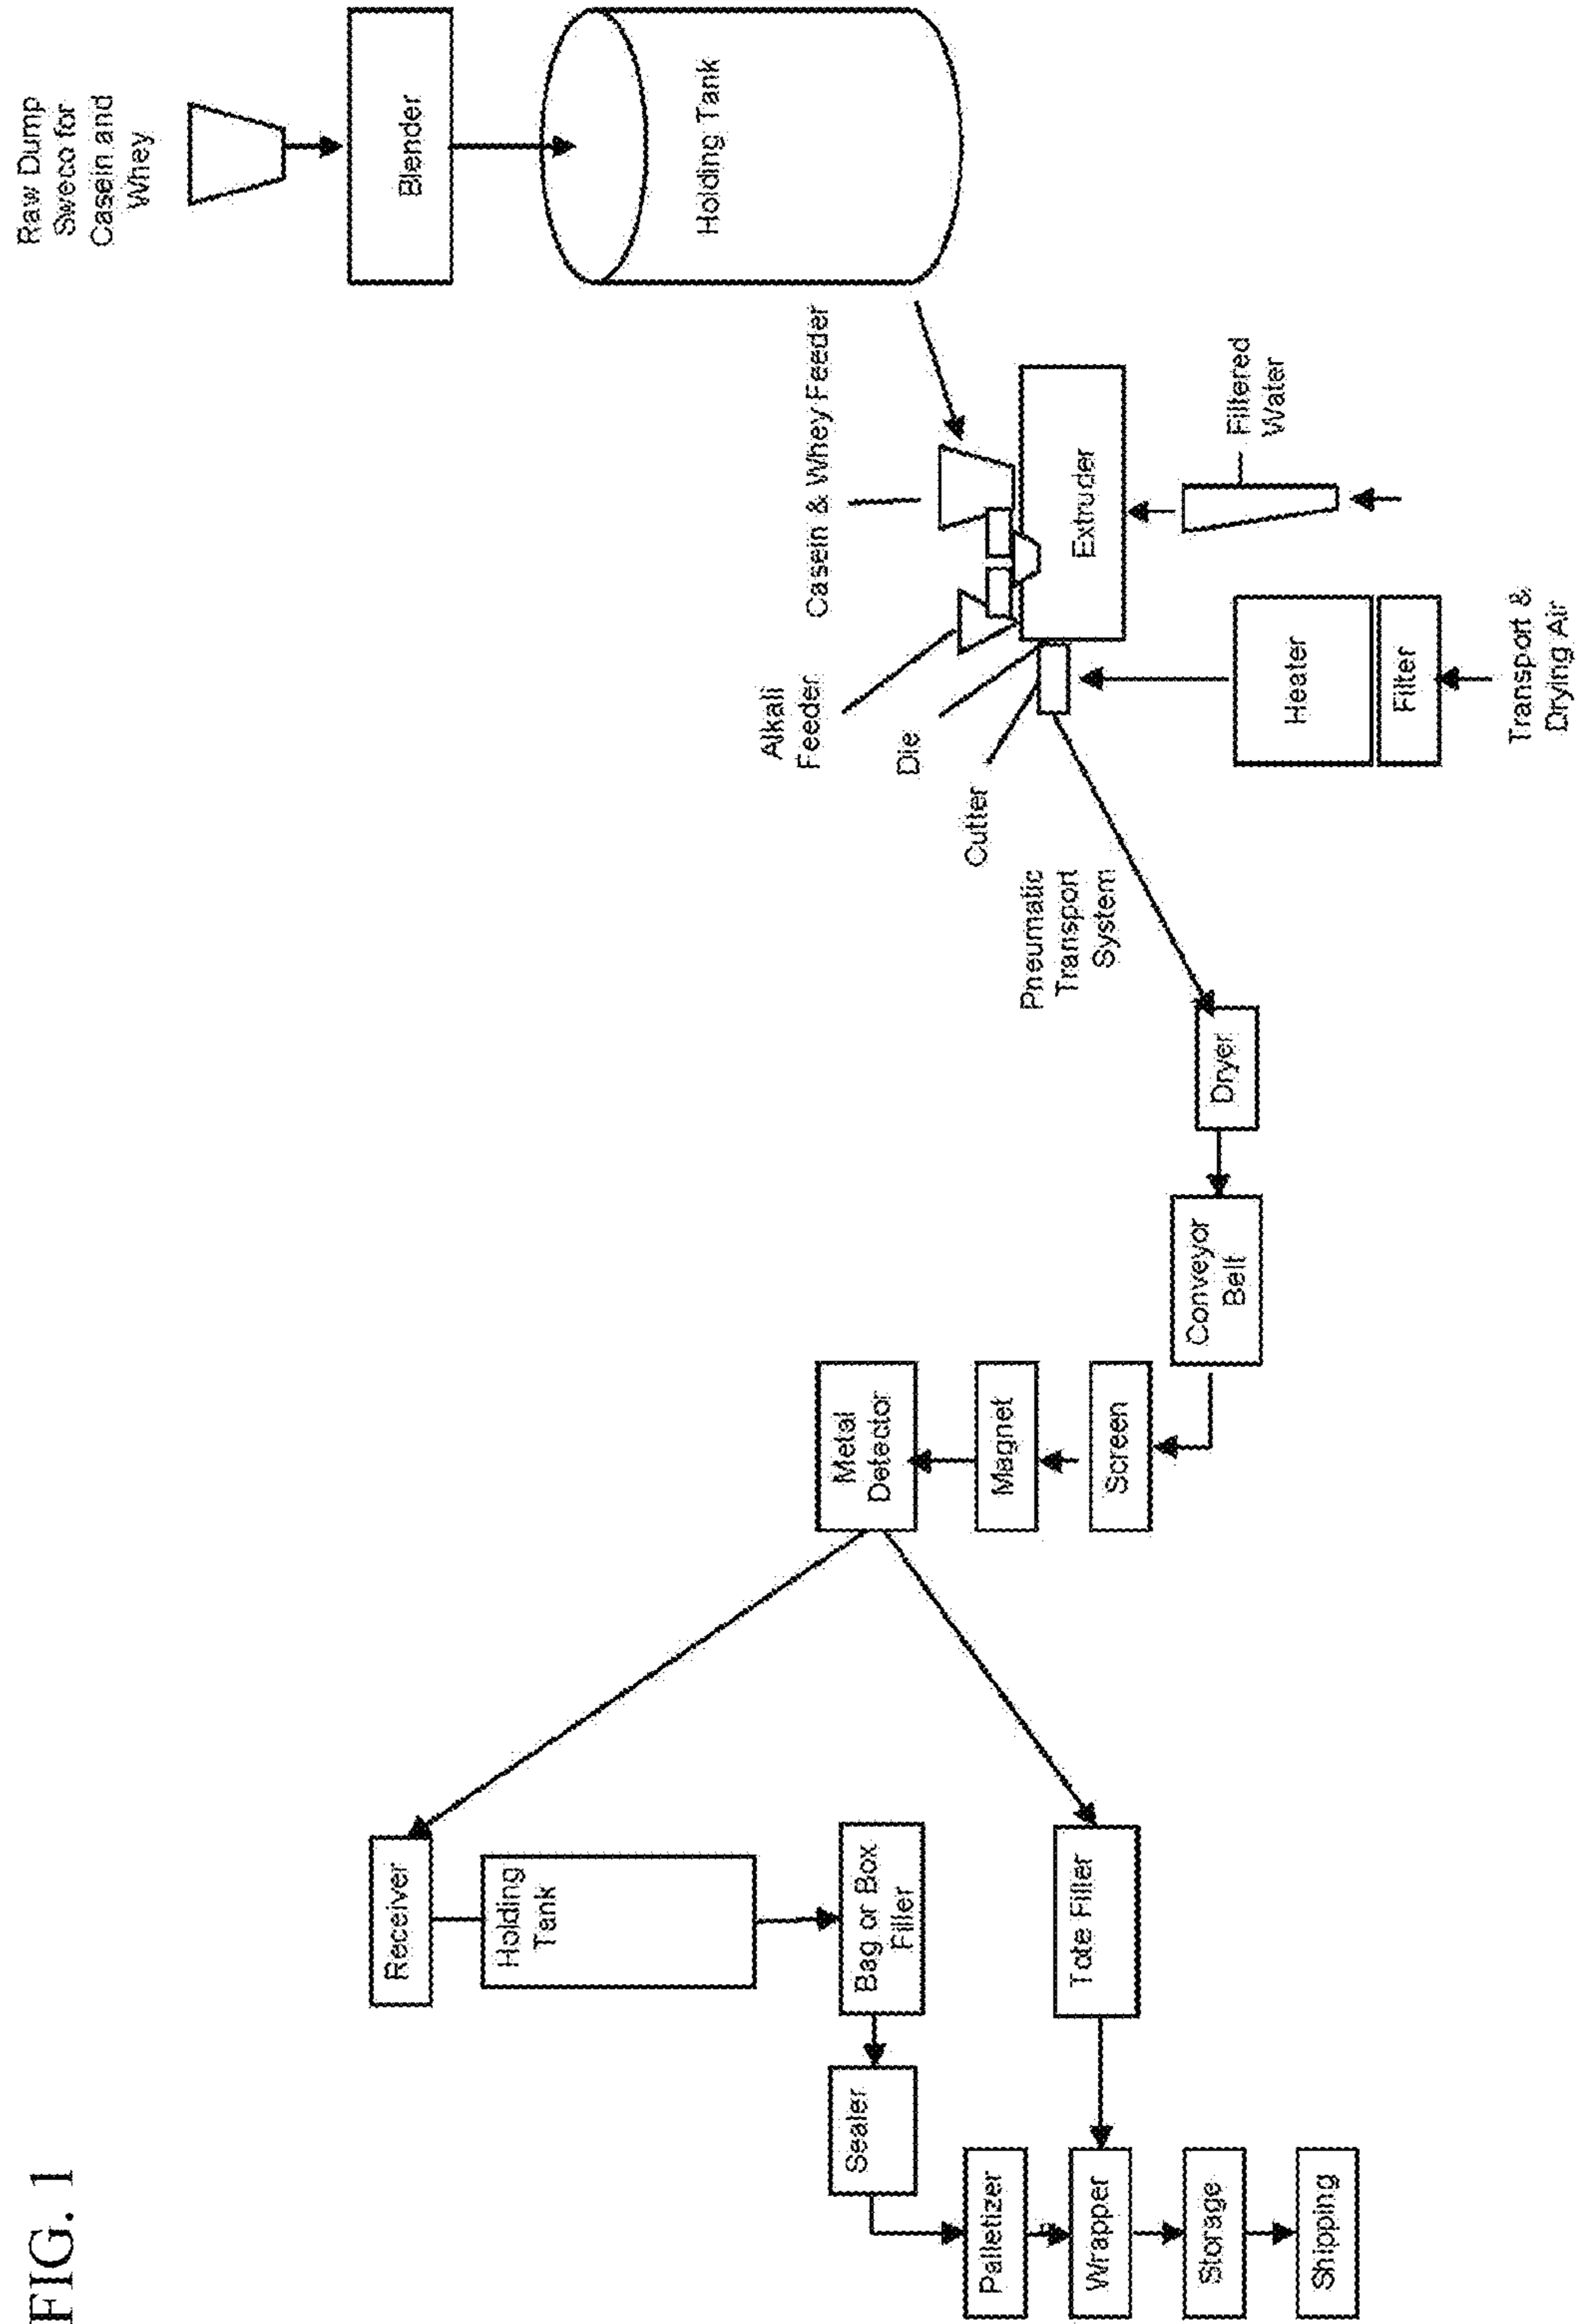 FIG. 1
Raw Dump
Sweco for
Casein and
Whey
Blender
Holding Tank
Casein & Whey Feeder
Alkali
Feeder
Die
Cutter
Extruder
Filtered
Water
Heater
Filter
Transport &
Drying Air
Pneumatic
Transport
System
Dryer
Conveyor
Belt
Screen
Magnet
Metal
Detector
Receiver
Holding
Tank
Bag or Box
Filler
Tote Filler
Sealer
Palletizer
Wrapper
Storage
Shipping